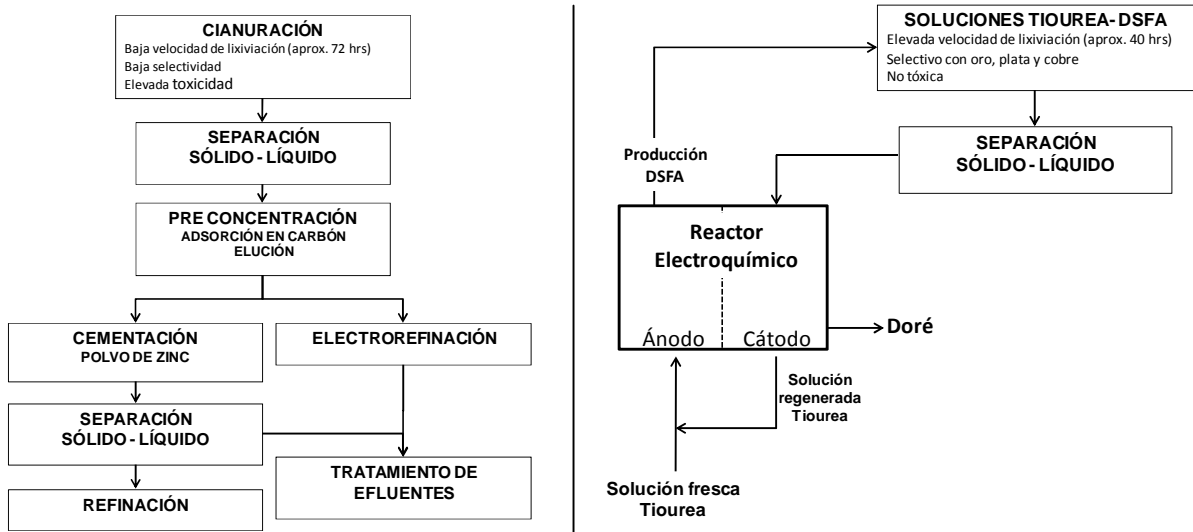 CIANURACIÓN
Baja velocidad de lixiviación (aprox. 72 hrs)
Baja selectividad
Elevada toxicidad
SEPARACIÓN
SÓLIDO - LÍQUIDO
PRE CONCENTRACIÓN
ADSORCIÓN EN CARBÓN
ELUCIÓN
CEMENTACIÓN
POLVO DE ZINC
ELECTROREFINACIÓN
SEPARACIÓN
SÓLIDO - LÍQUIDO
TRATAMIENTO DE
EFLUENTES
REFINACIÓN
SOLUCIONES TIOUREA- DSFA
Elevada velocidad de lixiviación (aprox. 40 hrs)
Selectivo con oro, plata y cobre
No tóxica
SEPARACIÓN
SÓLIDO - LÍQUIDO
Producción
DSFA
Reactor
Electroquímico
Ánodo
Cátodo
Doré
Solución
regenerada
Tiourea
Solución fresca
Tiourea